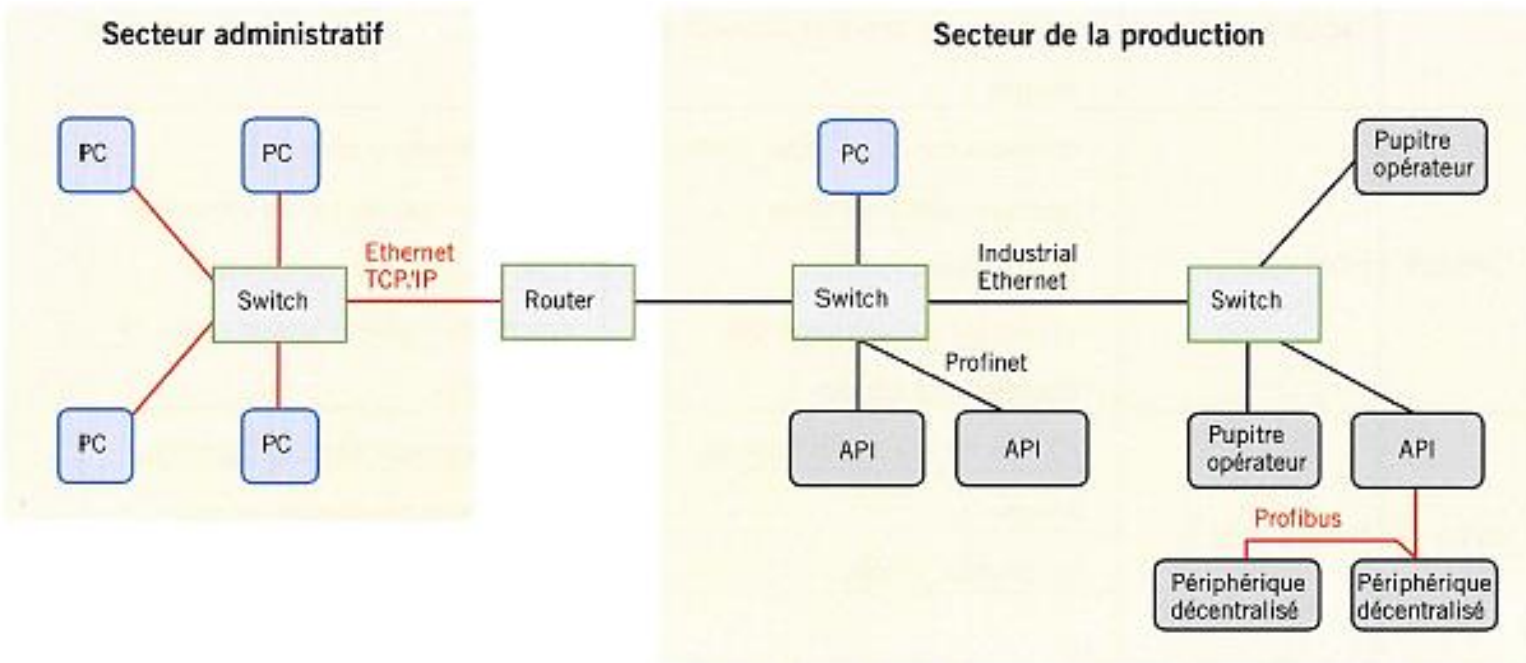 Secteur administratif
Secteur de la production
PC
PC
PC
Pupitre
opérateur
Ethernet
TCP/IP
Industrial
Ethernet
Switch
Router
Switch
Switch
Profinet
PC
PC
API
API
Pupitre
opérateur
API
Profibus
Périphérique
décentralisé
Périphérique
décentralisé